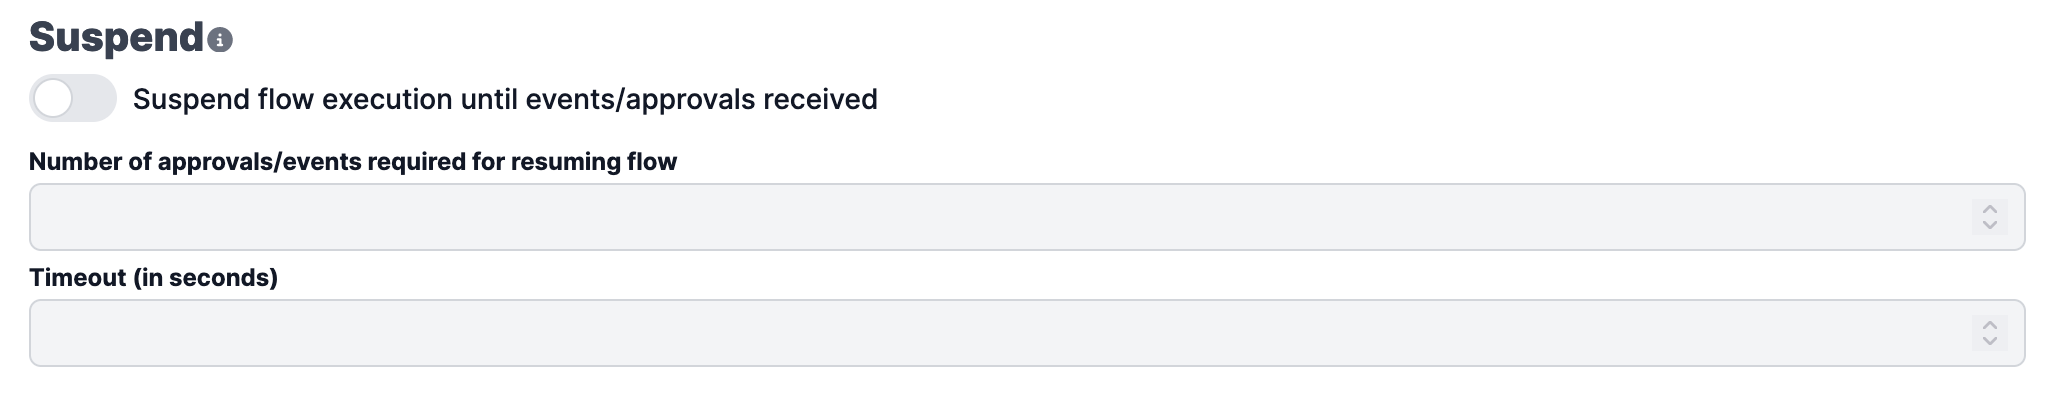 Suspend
Suspend flow execution until events/approvals received
Number of approvals/events required for resuming flow
Timeout (in seconds)